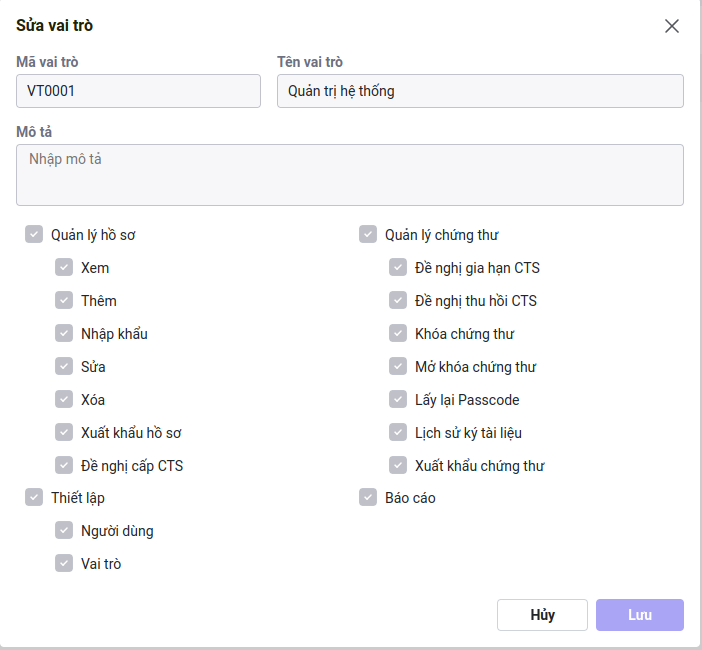 Sửa vai trò
Mã vai trò
Tên vai trò
VT0001
Quản trị hệ thống
Mô tả
Nhập mô tả
Quản lý hồ sơ
Xem
Thêm
Nhập khẩu
Sửa
Xóa
Xuất khẩu hồ sơ
Đề nghị cấp CTS
Thiết lập
Người dùng
Vai trò
Quản lý chứng thư
Đề nghị gia hạn CTS
Đề nghị thu hồi CTS
Khóa chứng thư
Mở khóa chứng thư
Lấy lại Passcode
Lịch sử ký tài liệu
Xuất khẩu chứng thư
Báo cáo
Hủy
Lưu